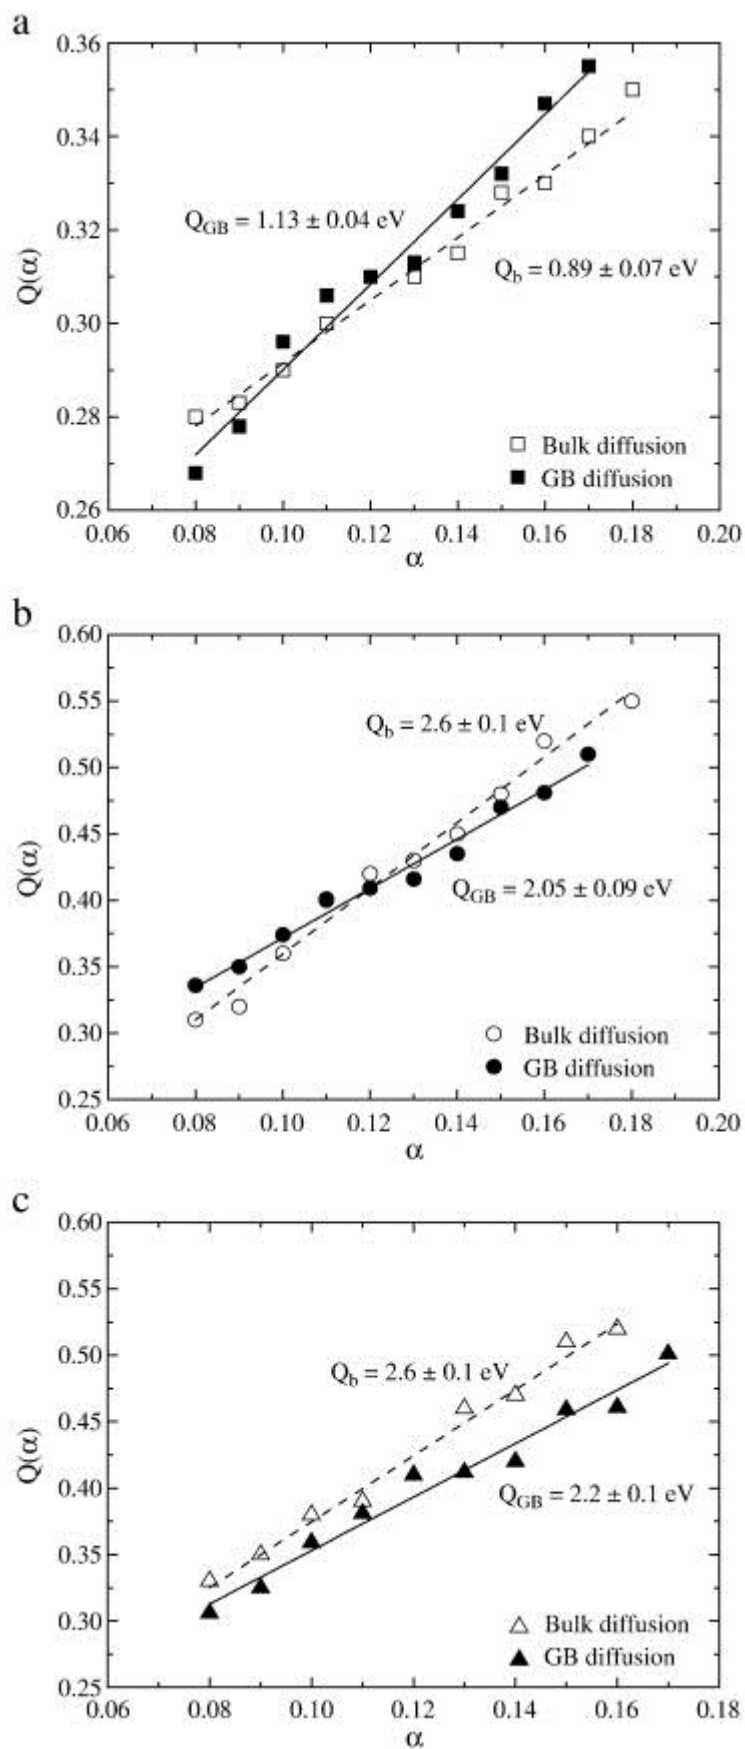 a
0.36
0.34
0.32
0.30
0.28
0.26
Q(α)
Q_GB = 1.13 ± 0.04 eV
Q_b = 0.89 ± 0.07 eV
Bulk diffusion
GB diffusion
0.06 0.08 0.10 0.12 0.14 0.16 0.18 0.20
α
b
0.60
0.55
0.50
0.45
0.40
0.35
0.30
0.25
Q(α)
Q_b = 2.6 ± 0.1 eV
Q_GB = 2.05 ± 0.09 eV
Bulk diffusion
GB diffusion
0.06 0.08 0.10 0.12 0.14 0.16 0.18 0.20
α
c
0.60
0.55
0.50
0.45
0.40
0.35
0.30
0.25
Q(α)
Q_b = 2.6 ± 0.1 eV
Q_GB = 2.2 ± 0.1 eV
Bulk diffusion
GB diffusion
0.06 0.08 0.10 0.12 0.14 0.16 0.18
α